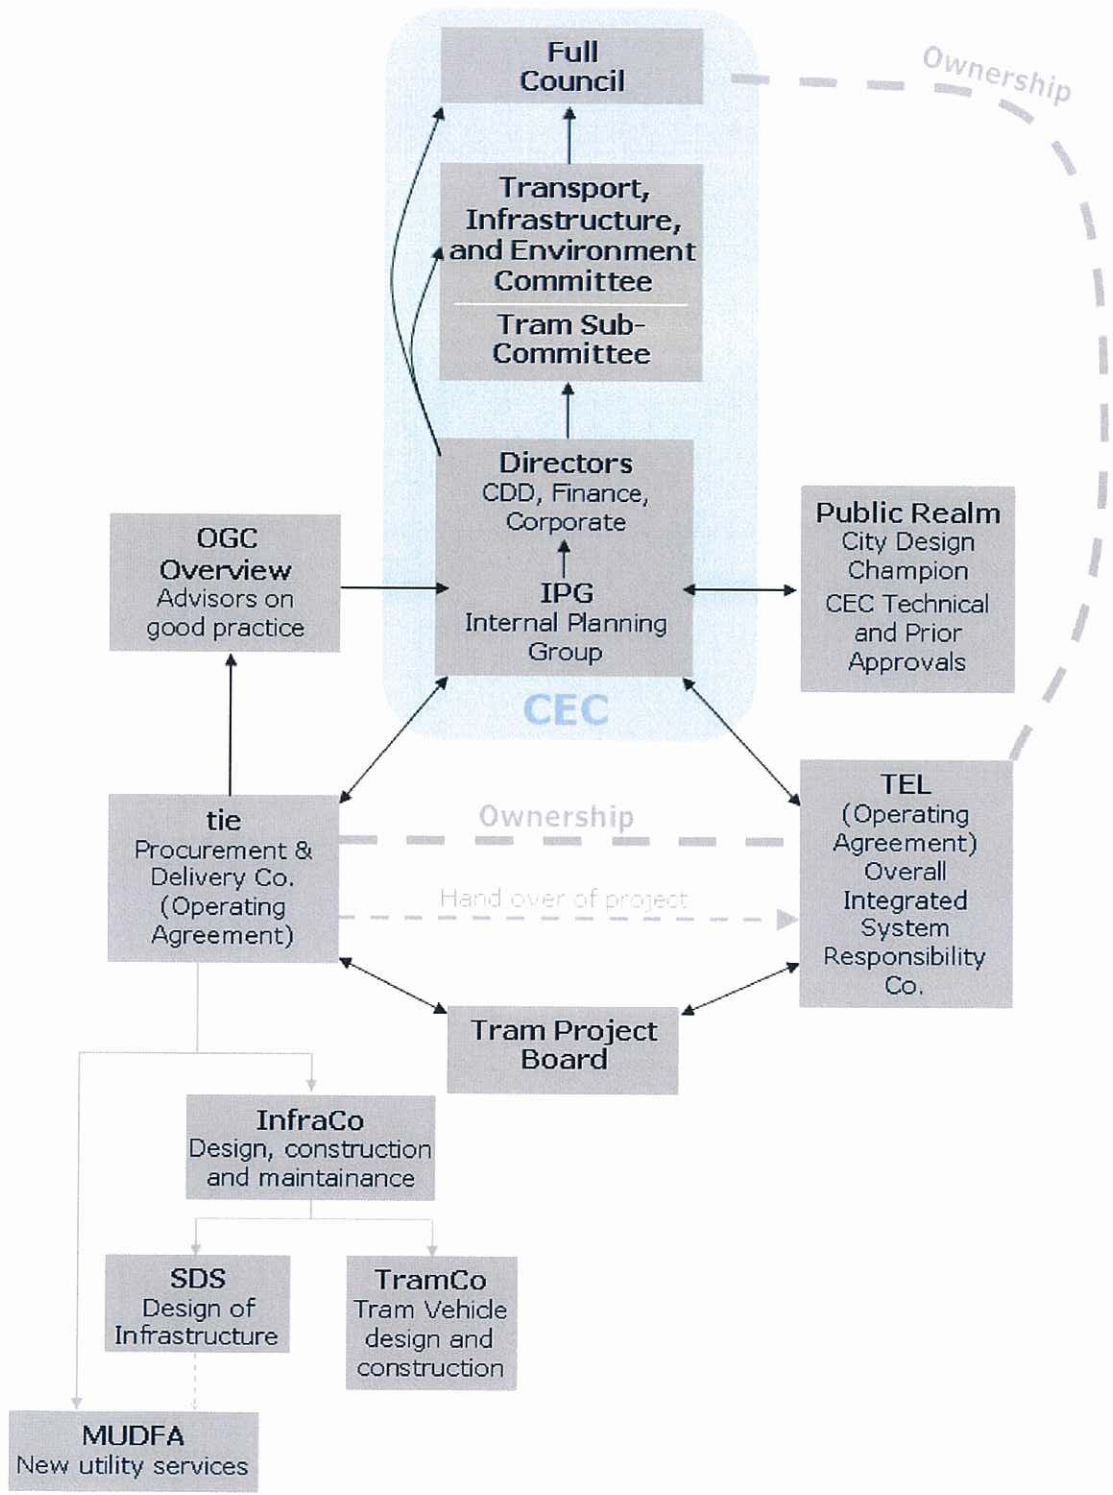 Full
Council
Ownership
Transport,
Infrastructure,
and Environment
Committee
Tram Sub-
Committee
Directors
CDD, Finance,
Corporate
IPG
Internal Planning
Group
CEC
OGC
Overview
Advisors on
good practice
Public Realm
City Design
Champion
CEC Technical
and Prior
Approvals
tie
Procurement &
Delivery Co.
(Operating
Agreement)
Ownership
Hand over of project
TEL
(Operating
Agreement)
Overall
Integrated
System
Responsibility
Co.
Tram Project
Board
InfraCo
Design, construction
and maintainance
SDS
Design of
Infrastructure
TramCo
Tram Vehicle
design and
construction
MUDFA
New utility services